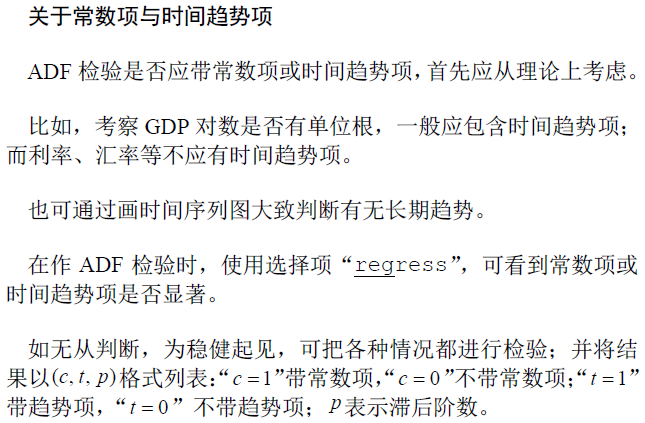 关于常数项与时间趋势项
ADF 检验是否应带常数项或时间趋势项，首先应从理论上考虑。
比如，考察 GDP 对数是否有单位根，一般应包含时间趋势项；
而利率、汇率等不应有时间趋势项。
也可通过画时间序列图大致判断有无长期趋势。
在作 ADF 检验时，使用选择项“regress”，可看到常数项或
时间趋势项是否显著。
如无从判断，为稳健起见，可把各种情况都进行检验；并将结
果以(c, t, p)格式列表：“c = 1”带常数项，“c = 0”不带常数项；“t = 1”
带趋势项，“t = 0”不带趋势项；p表示滞后阶数。